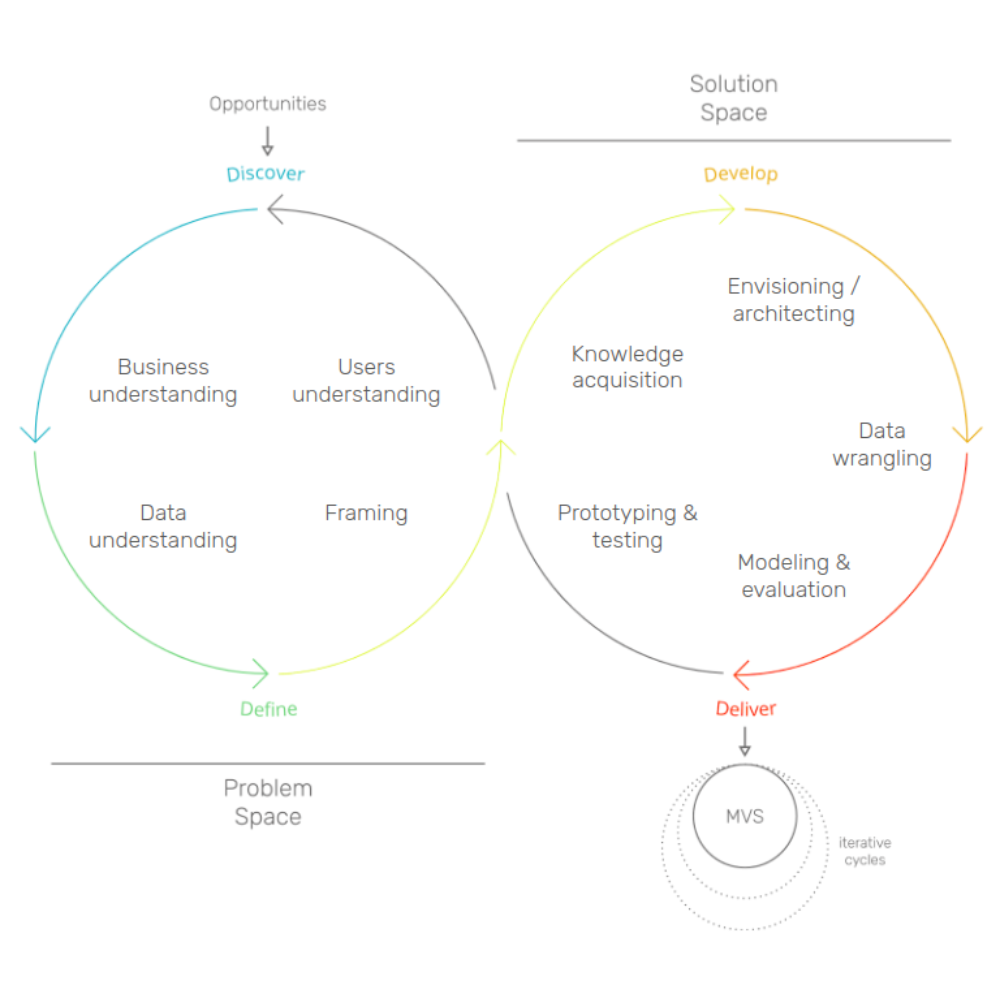 Opportunities
Discover
Business
understanding
Users
understanding
Data
understanding
Framing
Define
Problem
Space
Solution
Space
Develop
Envisioning /
architecting
Knowledge
acquisition
Data
wrangling
Prototyping &
testing
Modeling &
evaluation
Deliver
MVS
iterative
cycles